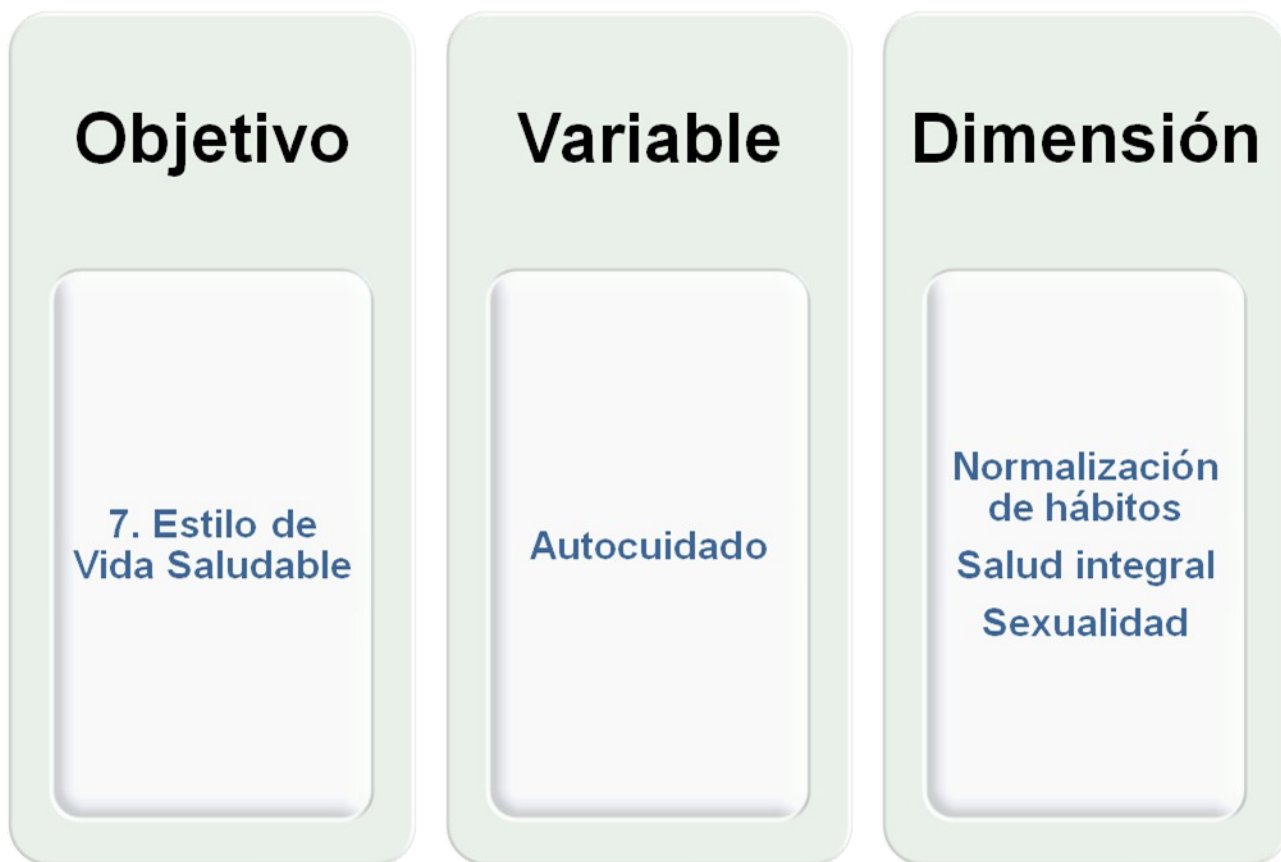 Objetivo
7. Estilo de
Vida Saludable
Variable
Autocuidado
Dimensión
Normalización
de hábitos
Salud integral
Sexualidad